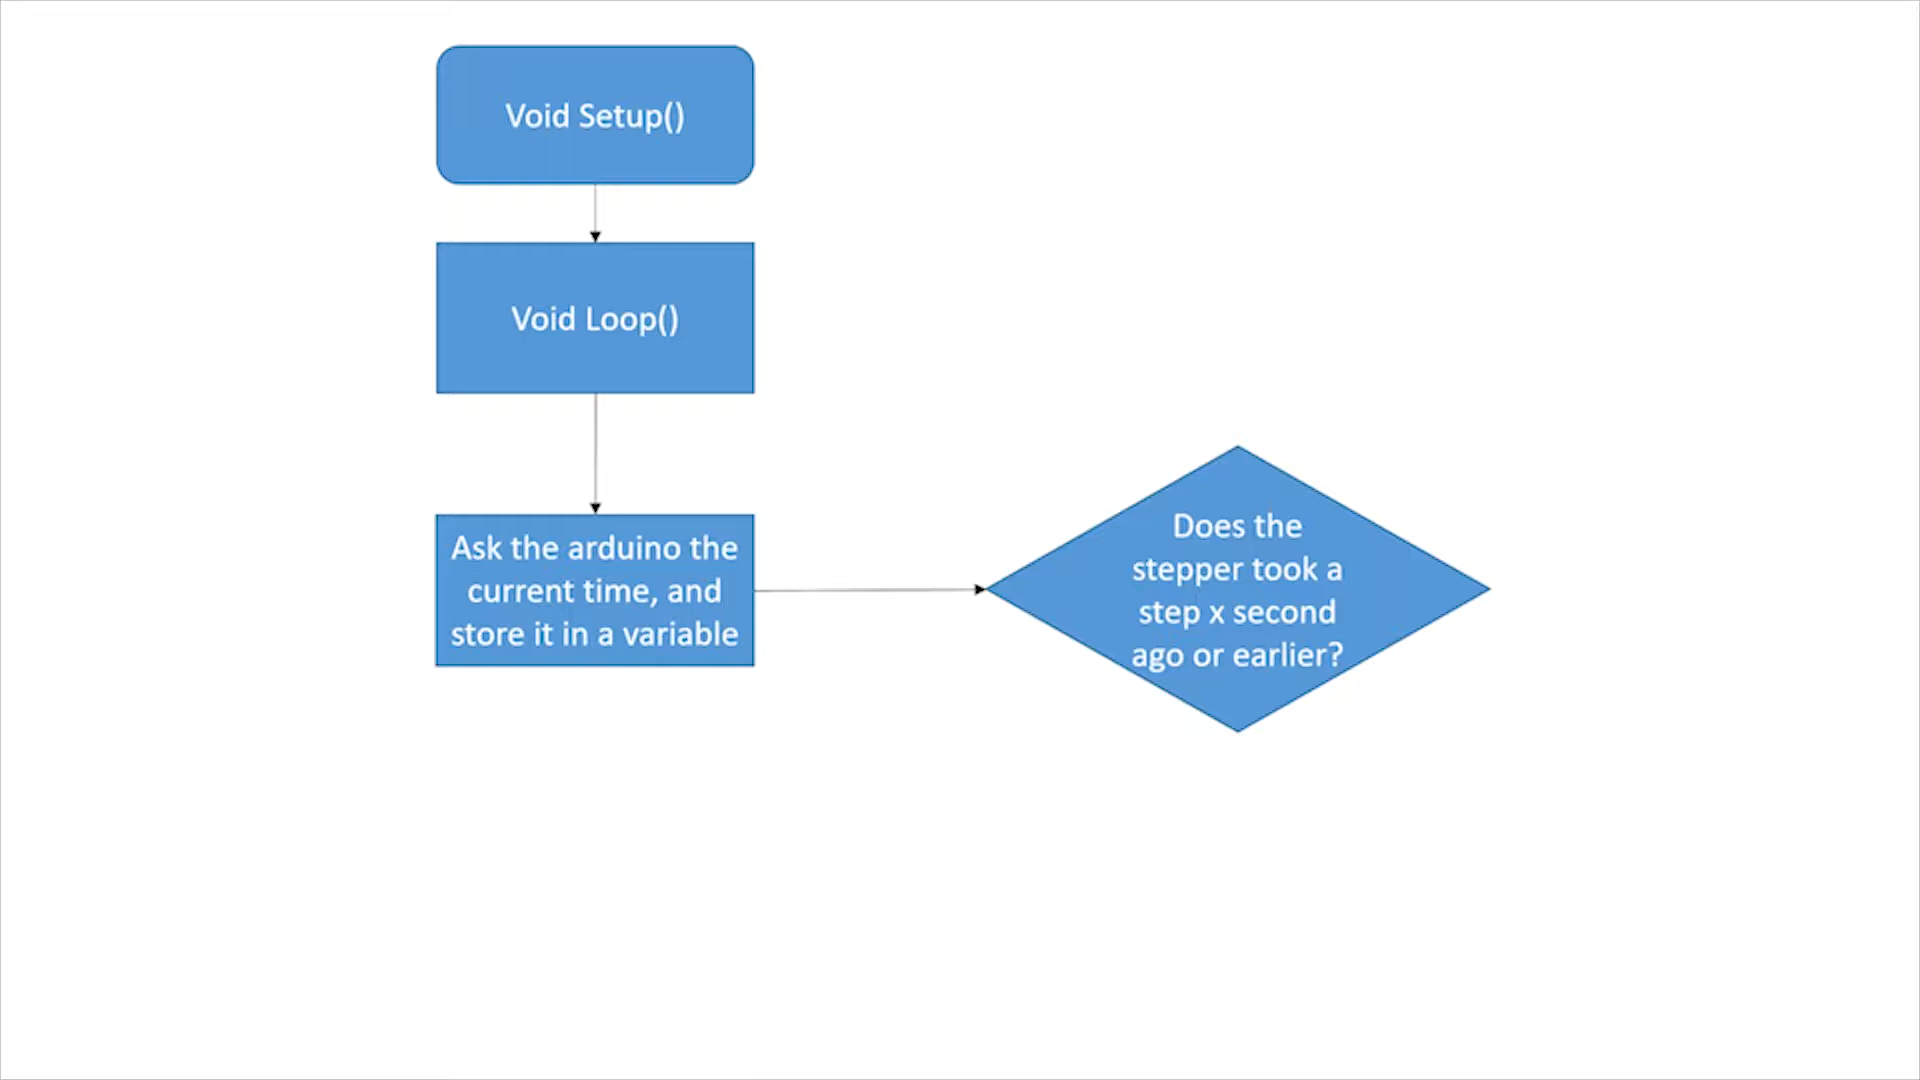 Void Setup()
Void Loop()
Ask the arduino the
current time, and
store it in a variable
Does the
stepper took a
step x second
ago or earlier?